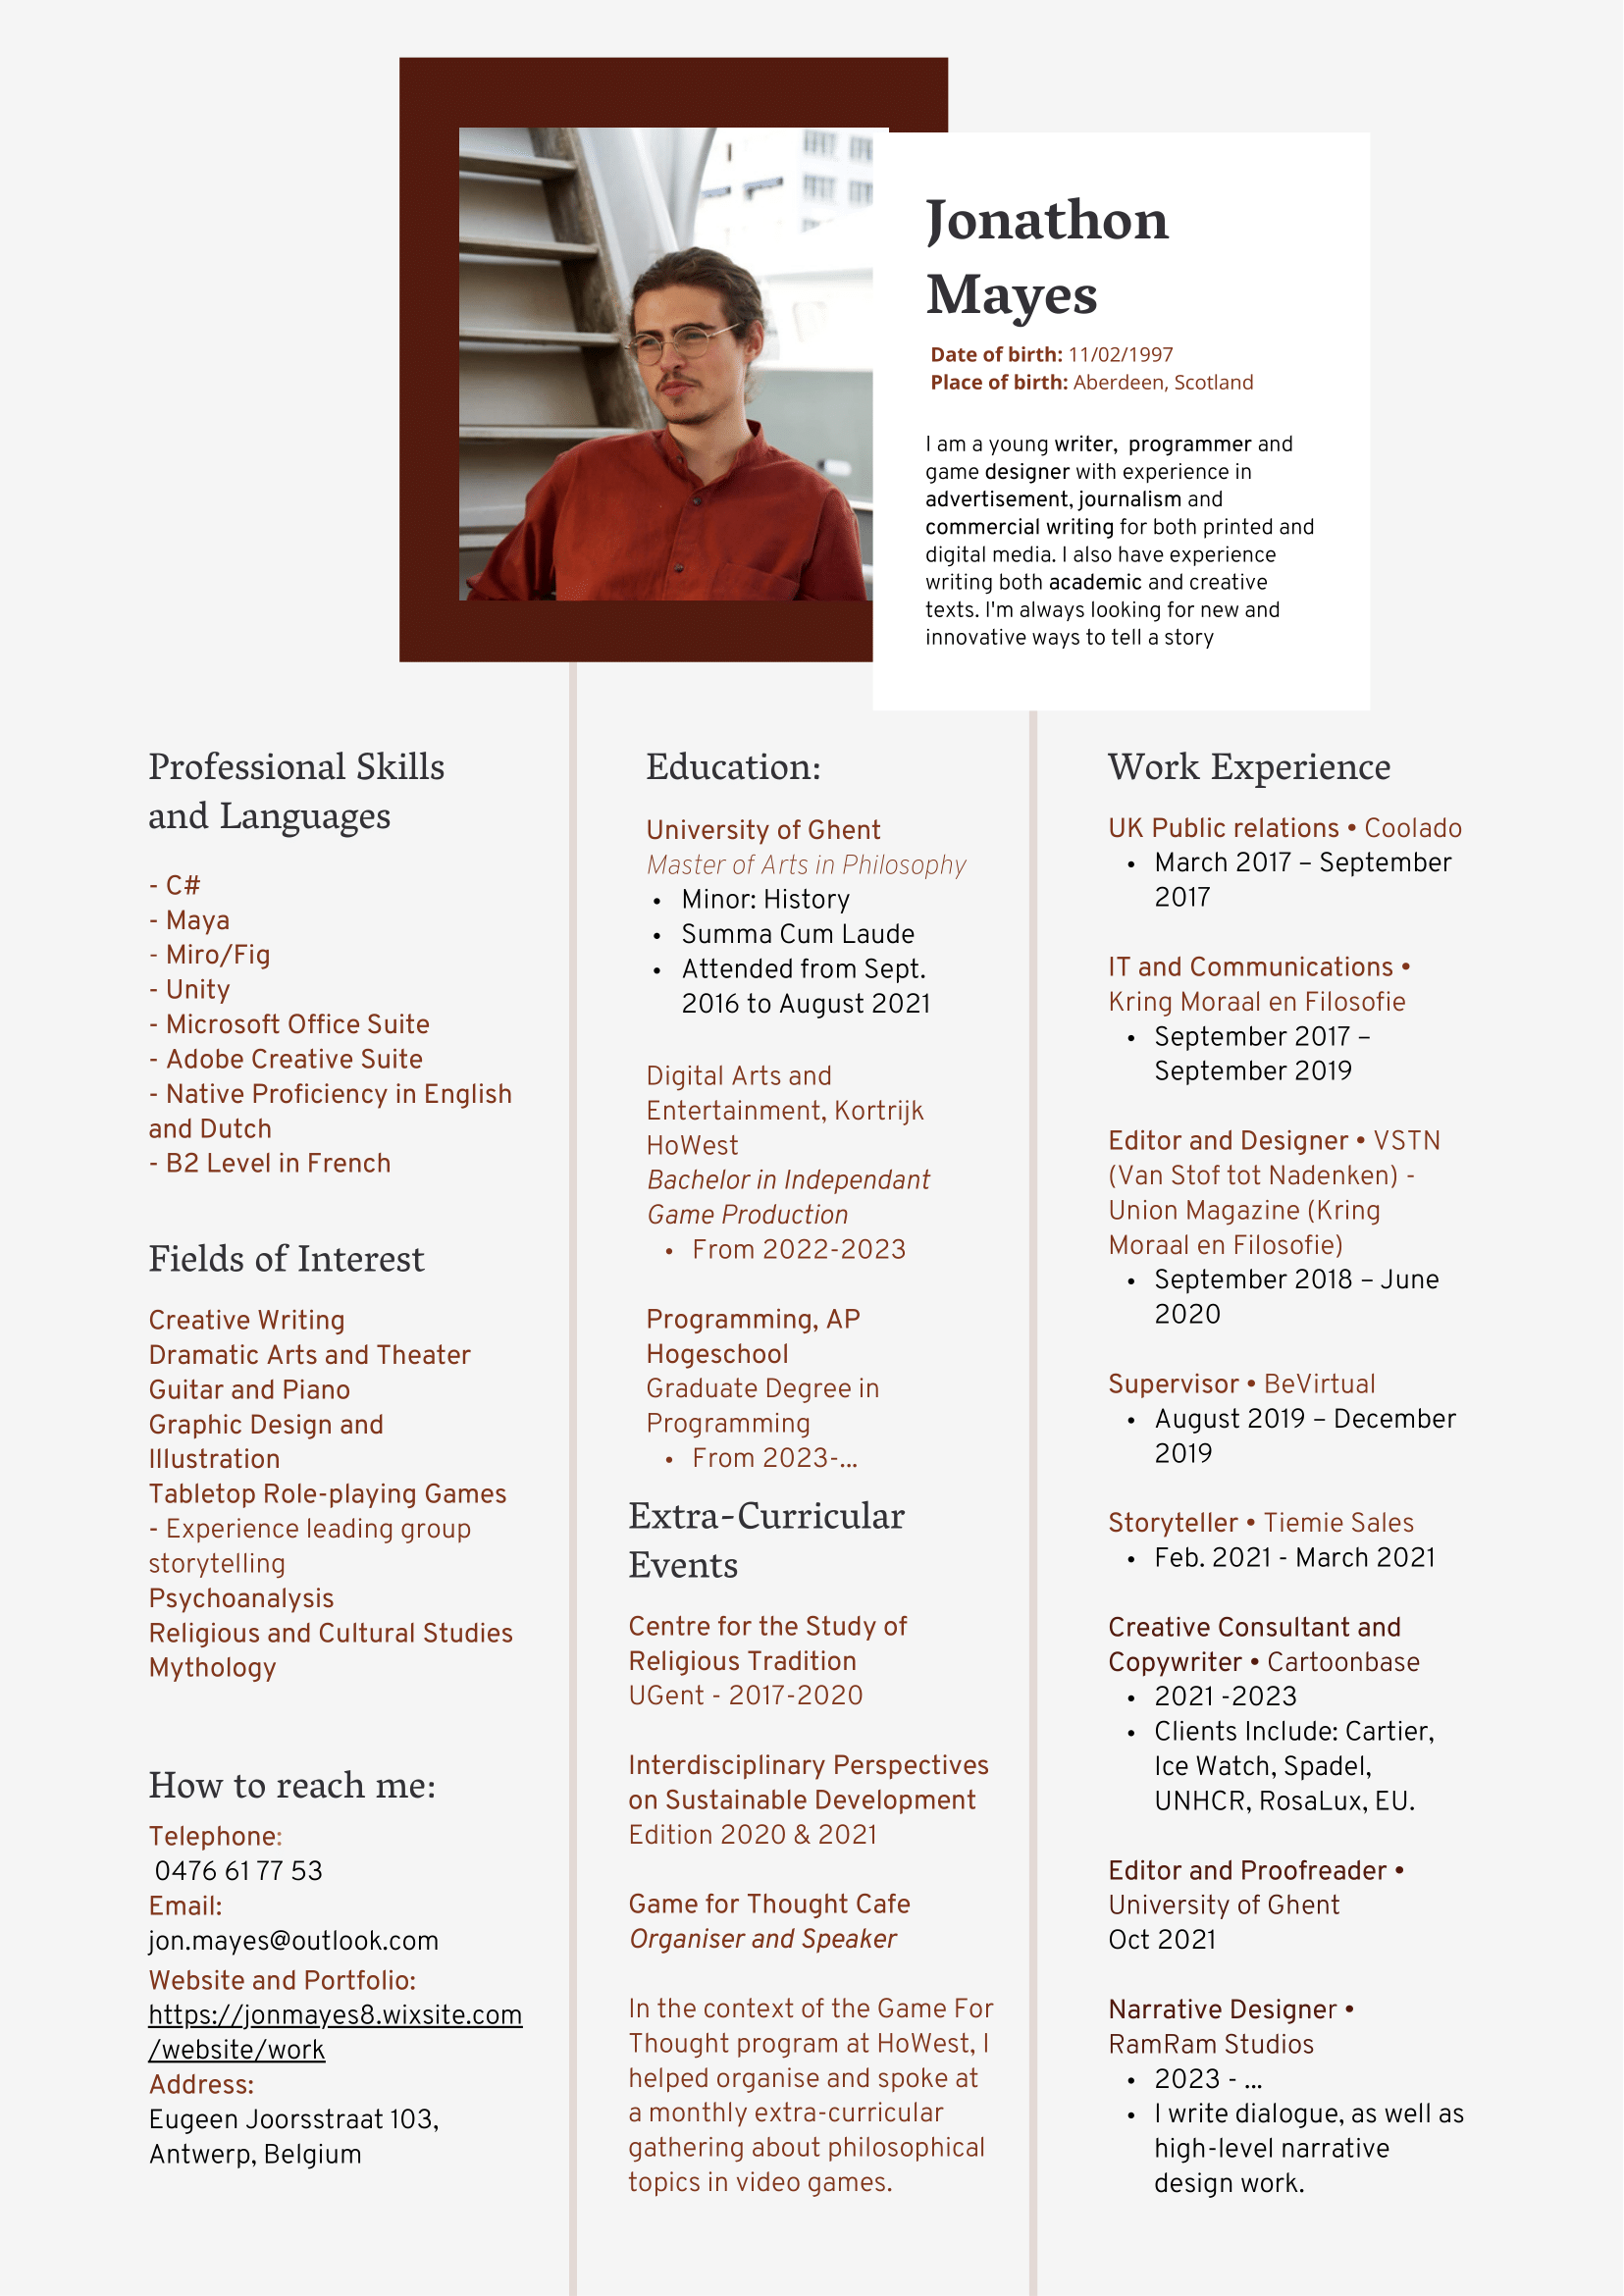 Jonathon
Mayes
Date of birth: 11/02/1997
Place of birth: Aberdeen, Scotland
I am a young writer, programmer and
game designer with experience in
advertisement, journalism and
commercial writing for both printed and
digital media. I also have experience
writing both academic and creative
texts. I'm always looking for new and
innovative ways to tell a story
Professional Skills
and Languages
- C#
- Maya
- Miro/Fig
- Unity
- Microsoft Office Suite
- Adobe Creative Suite
- Native Proficiency in English
and Dutch
- B2 Level in French
Fields of Interest
Creative Writing
Dramatic Arts and Theater
Guitar and Piano
Graphic Design and
Illustration
Tabletop Role-playing Games
- Experience leading group
storytelling
Psychoanalysis
Religious and Cultural Studies
Mythology
How to reach me:
Telephone:
0476 61 77 53
Email:
jon.mayes@outlook.com
Website and Portfolio:
https://jonmayes8.wixsite.com
/website/work
Address:
Eugeen Joorsstraat 103,
Antwerp, Belgium
Education:
University of Ghent
Master of Arts in Philosophy
• Minor: History
• Summa Cum Laude
• Attended from Sept.
2016 to August 2021
Digital Arts and
Entertainment, Kortrijk
HoWest
Bachelor in Independant
Game Production
• From 2022-2023
Programming, AP
Hogeschool
Graduate Degree in
Programming
• From 2023-...
Extra-Curricular
Events
Centre for the Study of
Religious Tradition
UGent - 2017-2020
Interdisciplinary Perspectives
on Sustainable Development
Edition 2020 & 2021
Game for Thought Cafe
Organiser and Speaker
In the context of the Game For
Thought program at HoWest, I
helped organise and spoke at
a monthly extra-curricular
gathering about philosophical
topics in video games.
Work Experience
UK Public relations • Coolado
• March 2017 – September
2017
IT and Communications •
Kring Moraal en Filosofie
• September 2017 –
September 2019
Editor and Designer • VSTN
(Van Stof tot Nadenken) -
Union Magazine (Kring
Moraal en Filosofie)
• September 2018 – June
2020
Supervisor • BeVirtual
• August 2019 – December
2019
Storyteller • Tiemie Sales
• Feb. 2021 - March 2021
Creative Consultant and
Copywriter • Cartoonbase
• 2021 -2023
• Clients Include: Cartier,
Ice Watch, Spadel,
UNHCR, RosaLux, EU.
Editor and Proofreader •
University of Ghent
Oct 2021
Narrative Designer •
RamRam Studios
• 2023 - ...
• I write dialogue, as well as
high-level narrative
design work.